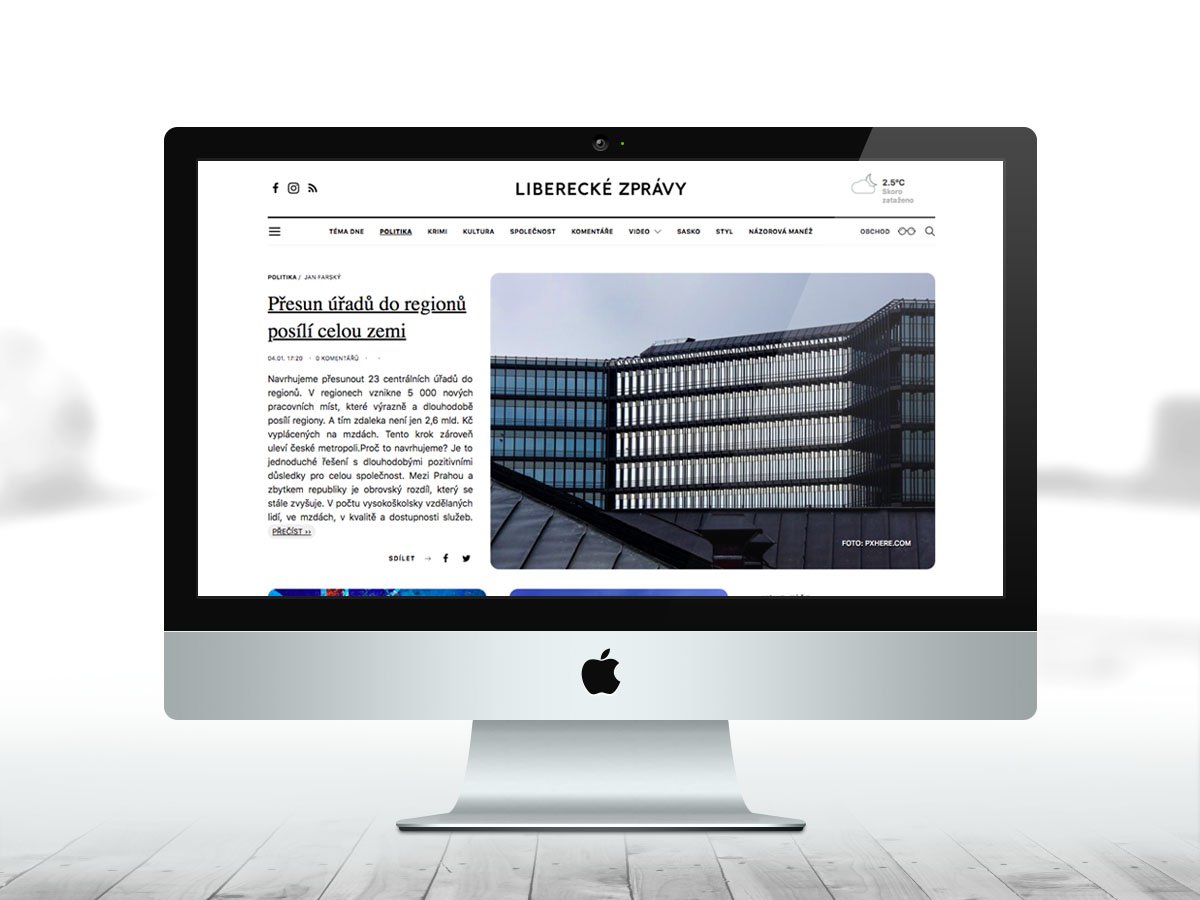 LIBERECKÉ ZPRÁVY
2.5°C
Skoro
zataženo
TÉMA DNE POLITIKA KRIMI KULTURA SPOLEČNOST KOMENTÁŘE VIDEO SASKO STYL NÁZOROVÁ MANÉŽ OBCHOD
POLITIKA / JAN FARSKÝ
Přesun úřadů do regionů
posílí celou zemi
04.01. 17:20 · 0 KOMENTÁŘŮ · ·
Navrhujeme přesunout 23 centrálních úřadů do
regionů. V regionech vznikne 5 000 nových
pracovních míst, které výrazně a dlouhodobě
posílí regiony. A tím zdaleka není jen 2,6 mld. Kč
vyplácených na mzdách. Tento krok zároveň
uleví české metropoli.Proč to navrhujeme? Je to
jednoduché řešení s dlouhodobými pozitivními
důsledky pro celou společnost. Mezi Prahou a
zbytkem republiky je obrovský rozdíl, který se
stále zvyšuje. V počtu vysokoškolsky vzdělaných
lidí, ve mzdách, v kvalitě a dostupnosti služeb.
PŘEČÍST ››
SDÍLET →
FOTO: PXHERE.COM